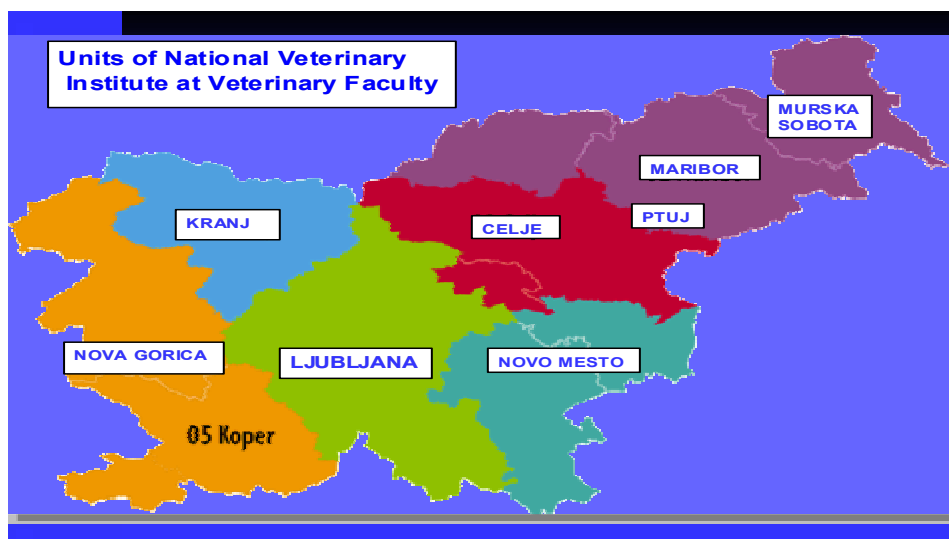 Units of National Veterinary
Institute at Veterinary Faculty
MURSKA
SOBOTA
MARIBOR
PTUJ
KRANJ
CELJE
NOVA GORICA
LJUBLJANA
NOVO MESTO
05 Koper